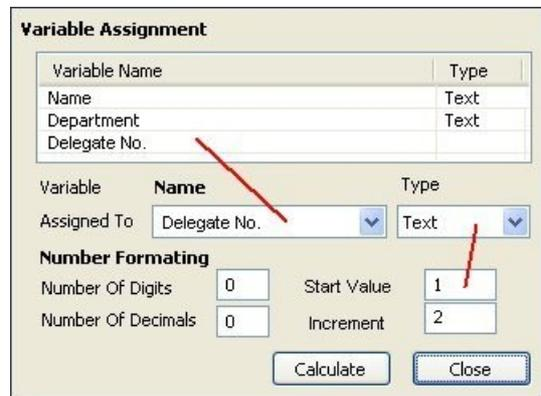 Variable Assignment
Variable Name Type
Name Text
Department Text
Delegate No.
Variable Name Type
Assigned To Delegate No. Text
Number Formating
Number Of Digits 0 Start Value 1
Number Of Decimals 0 Increment 2
Calculate Close